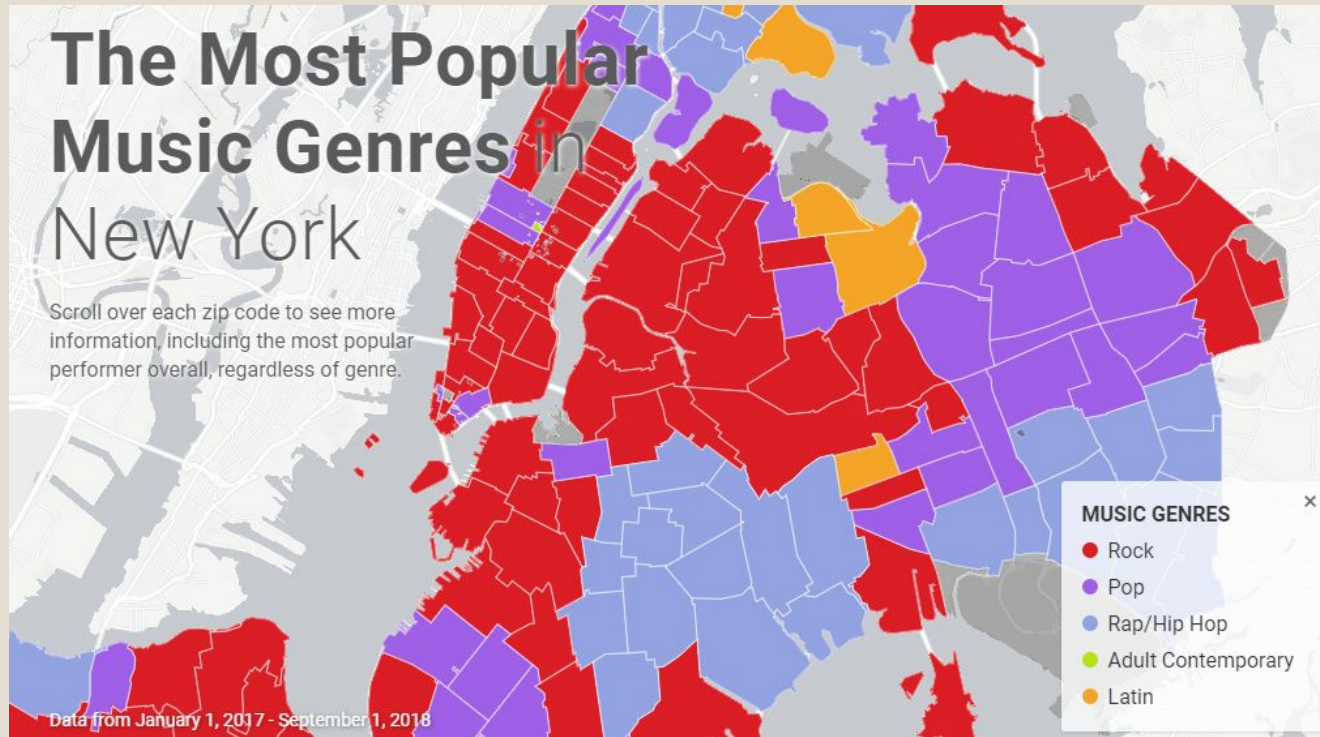 The Most Popular
Music Genres in
New York
Scroll over each zip code to see more
information, including the most popular
performer overall, regardless of genre.
MUSIC GENRES
×
Rock
Pop
Rap/Hip Hop
Adult Contemporary
Latin
Data from January 1, 2017 - September 1, 2018